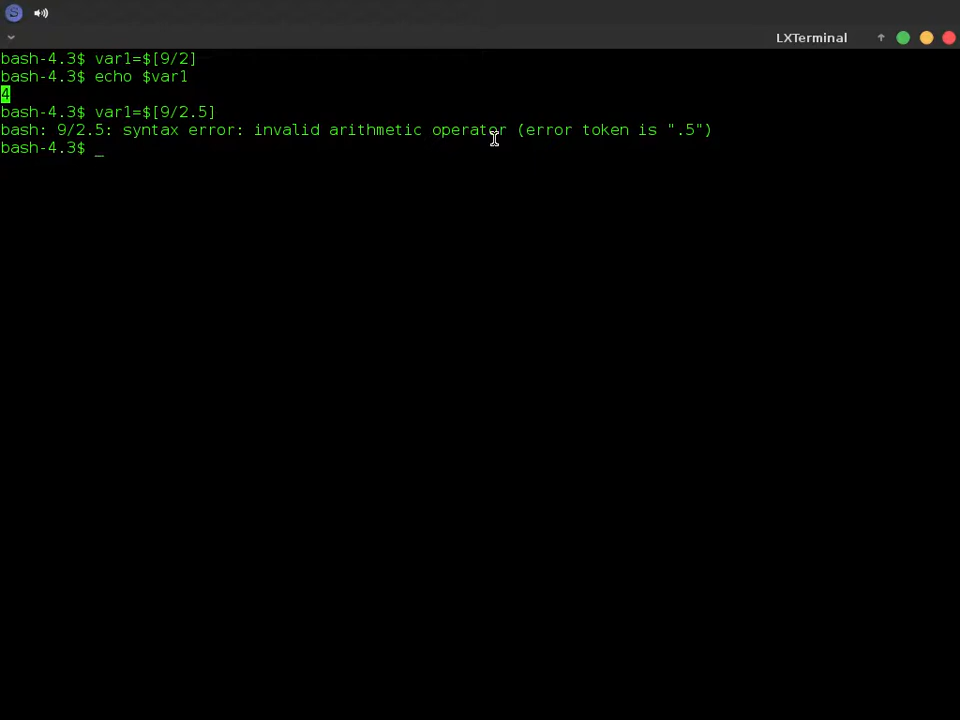 LXTerminal
bash-4.3$ var1=$[9/2]
bash-4.3$ echo $var1
4
bash-4.3$ var1=$[9/2.5]
bash: 9/2.5: syntax error: invalid arithmetic operator (error token is ".5")
bash-4.3$ _